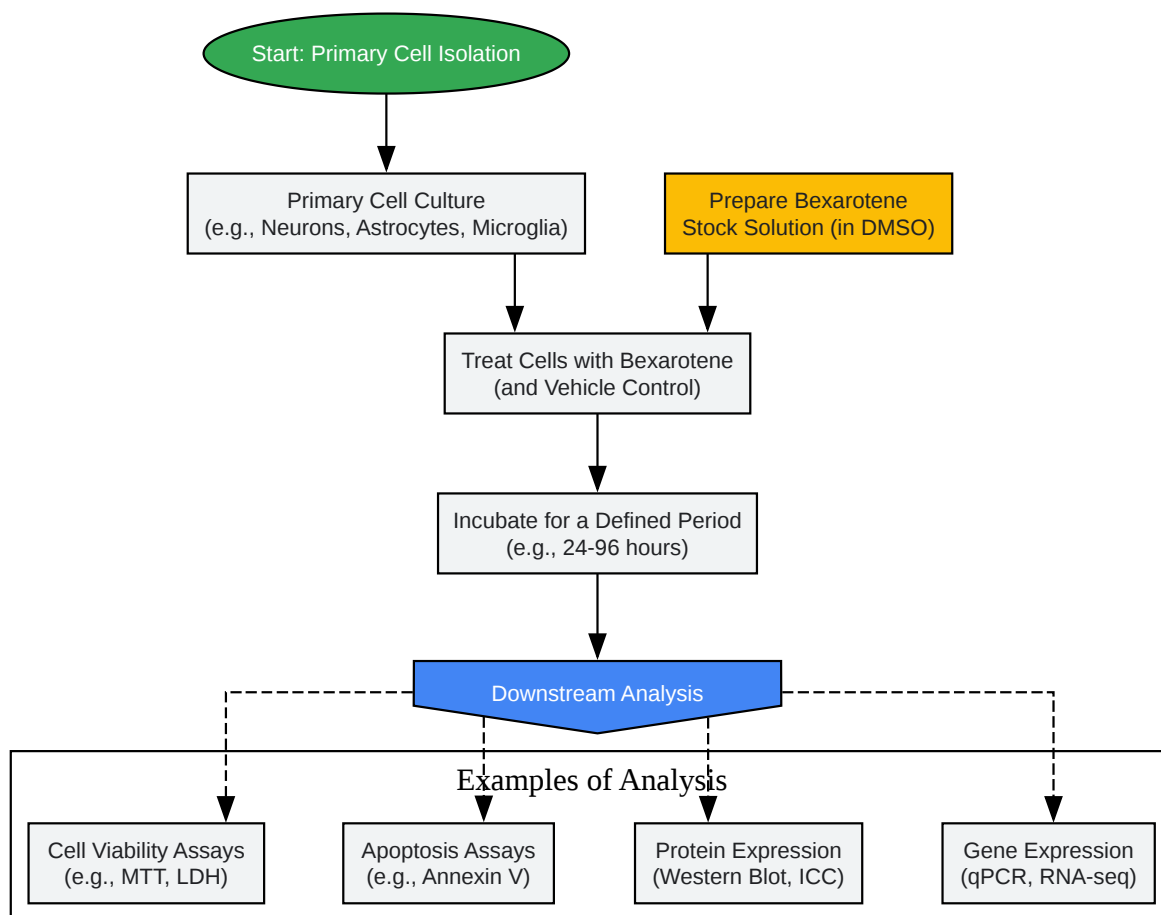 Start: Primary Cell Isolation
Primary Cell Culture
(e.g., Neurons, Astrocytes, Microglia)
Prepare Bexarotene
Stock Solution (in DMSO)
Treat Cells with Bexarotene
(and Vehicle Control)
Incubate for a Defined Period
(e.g., 24-96 hours)
Downstream Analysis
Examples of Analysis
Cell Viability Assays
(e.g., MTT, LDH)
Apoptosis Assays
(e.g., Annexin V)
Protein Expression
(Western Blot, ICC)
Gene Expression
(qPCR, RNA-seq)